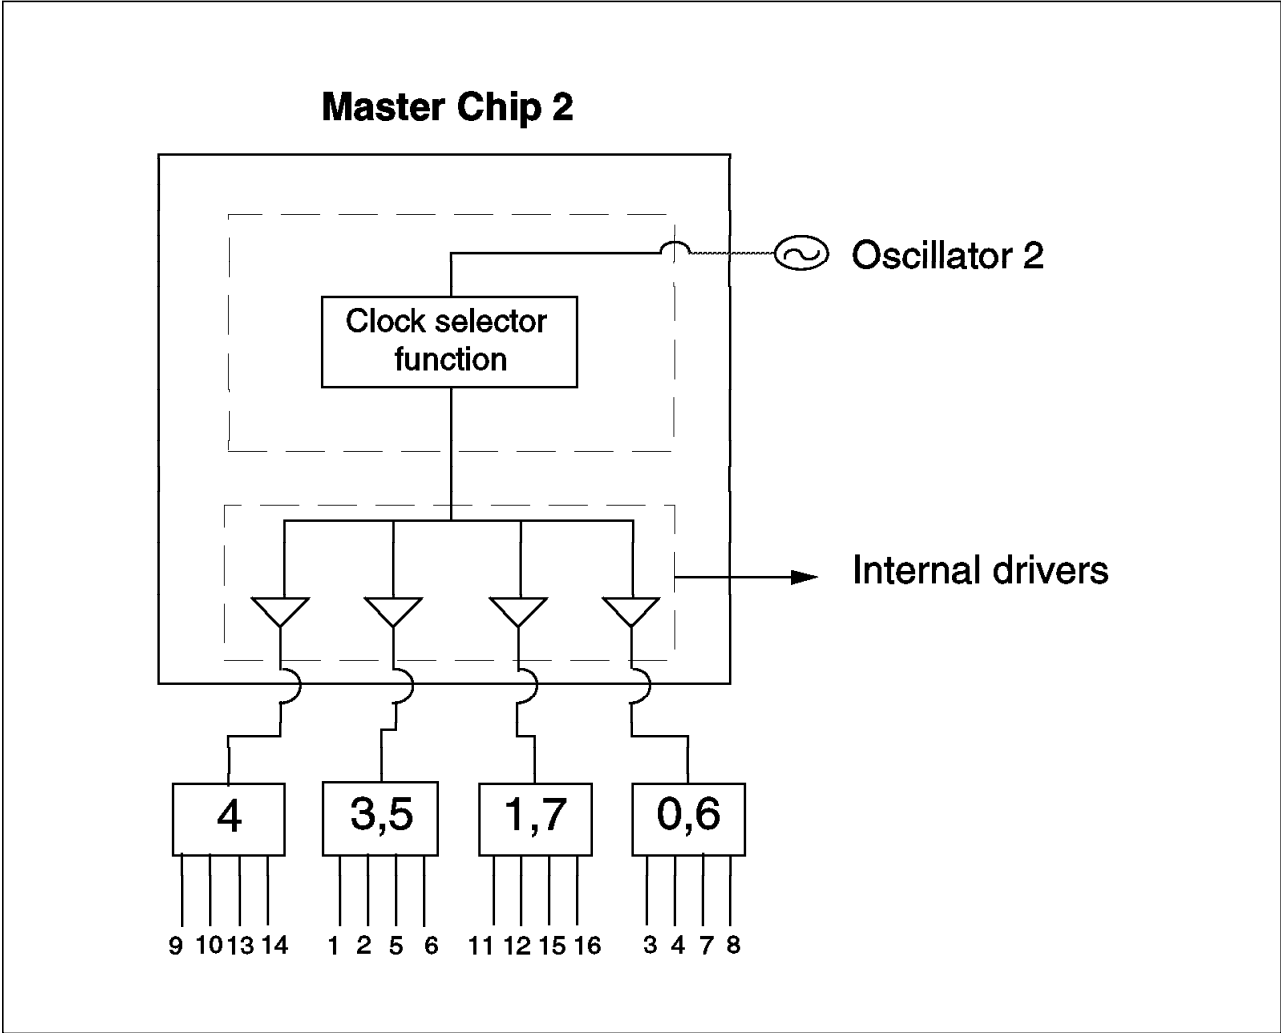 Master Chip 2
Oscillator 2
Clock selector
function
Internal drivers
4 3,5 1,7 0,6
9 10 13 14 1 2 5 6 11 12 15 16 3 4 7 8